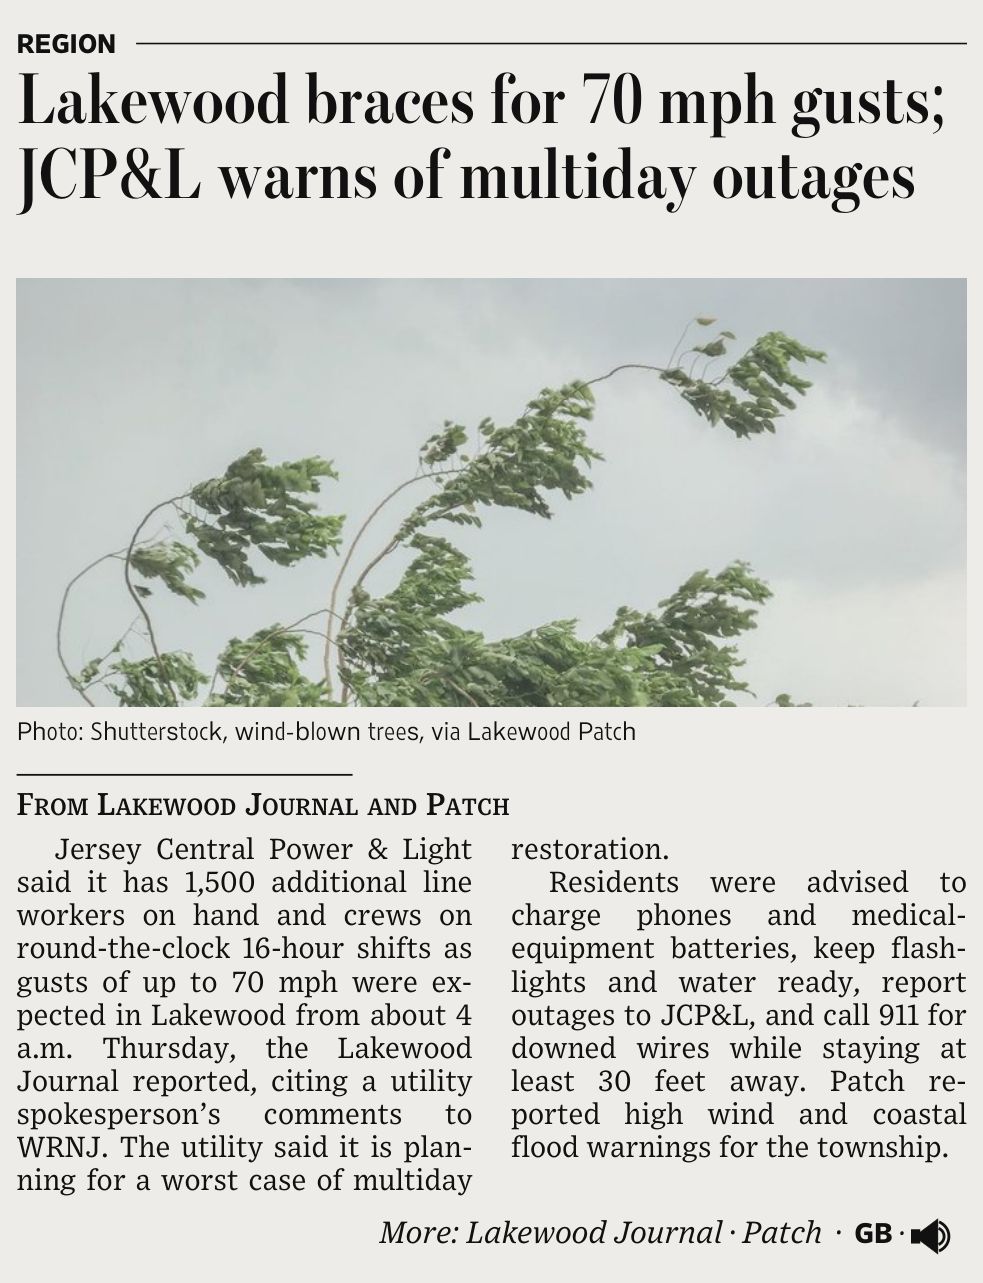 REGION
Lakewood braces for 70 mph gusts;
JCP&L warns of multiday outages
Photo: Shutterstock, wind-blown trees, via Lakewood Patch
From Lakewood Journal and Patch
Jersey Central Power & Light
said it has 1,500 additional line
workers on hand and crews on
round-the-clock 16-hour shifts as
gusts of up to 70 mph were ex-
pected in Lakewood from about 4
a.m. Thursday, the Lakewood
Journal reported, citing a utility
spokesperson’s comments to
WRNJ. The utility said it is plan-
ning for a worst case of multiday
restoration.
Residents were advised to
charge phones and medical-
equipment batteries, keep flash-
lights and water ready, report
outages to JCP&L, and call 911 for
downed wires while staying at
least 30 feet away. Patch re-
ported high wind and coastal
flood warnings for the township.
More: Lakewood Journal · Patch · GB ·